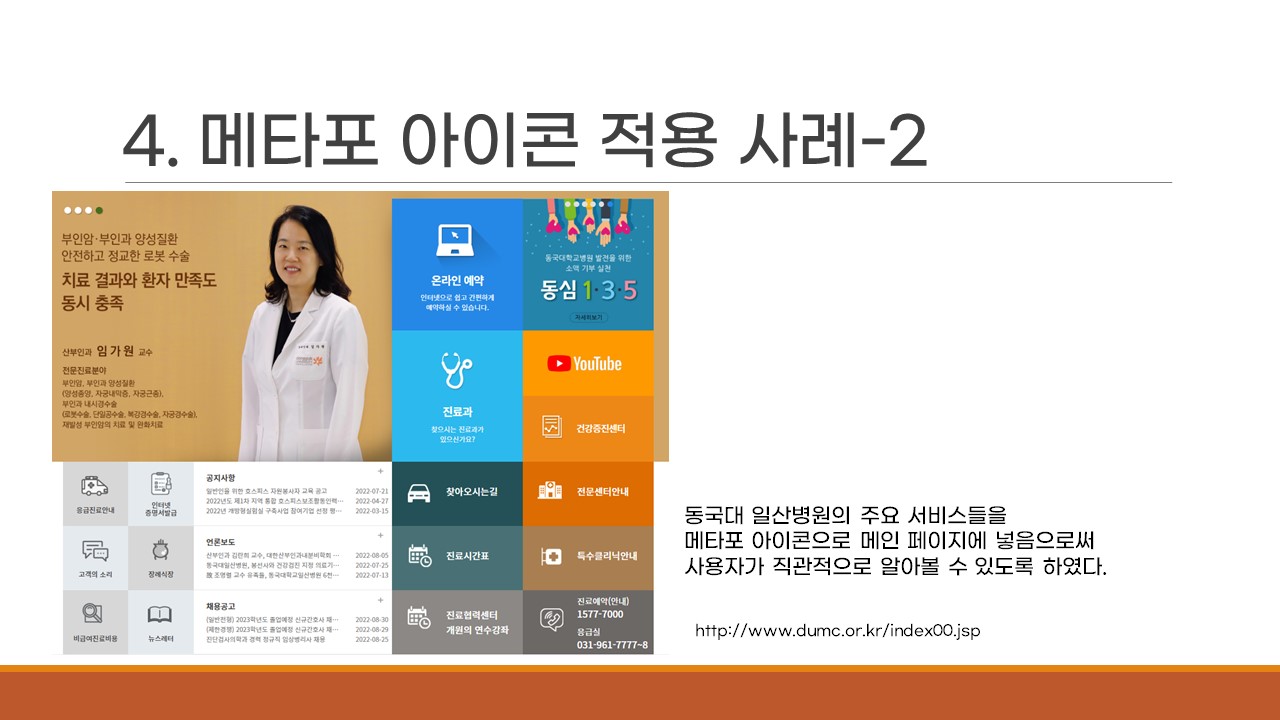 4. 메타포 아이콘 적용 사례-2
부인암·부인과 양성질환
안전하고 정교한 로봇 수술
치료 결과와 환자 만족도
동시 충족
산부인과 임가원 교수
전문진료분야
부인암, 부인과 양성질환
(양성종양, 자궁내막증, 자궁근종),
부인과 내시경수술
(로봇수술, 단일공수술, 복강경수술, 자궁경수술),
재발성 부인암의 치료 및 완화치료
온라인 예약
인터넷으로 쉽고 간편하게
예약하실 수 있습니다.
동국대학교병원 발전을 위한
소액 기부 실천
동심 1·3·5
자세히보기
진료과
찾으시는 진료과가
있으신가요?
YouTube
건강증진센터
찾아오시는길
전문센터안내
진료시간표
특수클리닉안내
진료협력센터
개원의 연수강좌
진료예약(안내)
1577-7000
응급실
031-961-7777~8
응급진료안내
인터넷
증명서발급
고객의 소리
장례식장
비급여진료비용
뉴스레터
공지사항 +
일반인을 위한 호스피스 자원봉사자 교육 공고 2022-07-21
2022년도 제1차 지역 통합 호스피스보조활동인력··· 2022-04-27
2022년 개방형실험실 구축사업 참여기업 선정 평··· 2022-03-15
언론보도 +
산부인과 김란희 교수, 대한산부인과내분비학회 ··· 2022-08-05
동국대일산병원, 봉선사와 건강검진 지정 의료기··· 2022-07-25
故 조영열 교수 유족들, 동국대학교일산병원 6천··· 2022-07-13
채용공고 +
(일반전형) 2023학년도 졸업예정 신규간호사 채··· 2022-08-30
(제한경쟁) 2023학년도 졸업예정 신규간호사 채··· 2022-08-29
진단검사의학과 경력 정규직 임상병리사 채용 2022-08-25
동국대 일산병원의 주요 서비스들을
메타포 아이콘으로 메인 페이지에 넣음으로써
사용자가 직관적으로 알아볼 수 있도록 하였다.
http://www.dumc.or.kr/index00.jsp